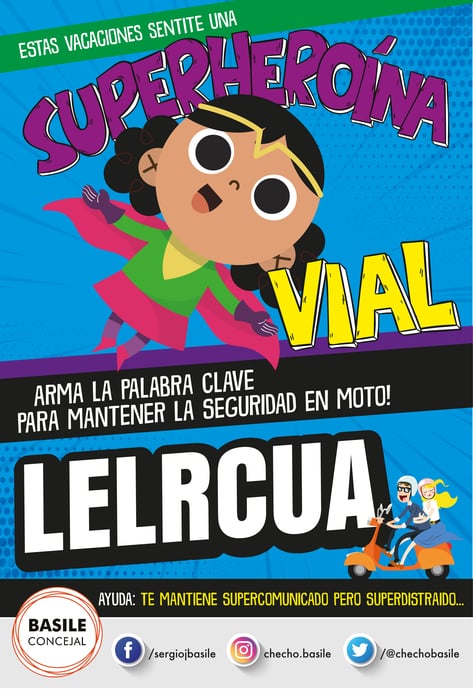 ESTAS VACACIONES SENTITE UNA
SUPERHEROÍNA
VIAL
ARMA LA PALABRA CLAVE
PARA MANTENER LA SEGURIDAD EN MOTO!
LELRCUA
AYUDA: TE MANTIENE SUPERCOMUNICADO PERO SUPERDISTRAIDO...
BASILE
CONCEJAL
/sergiojbasile
checho.basile
@chechobasile